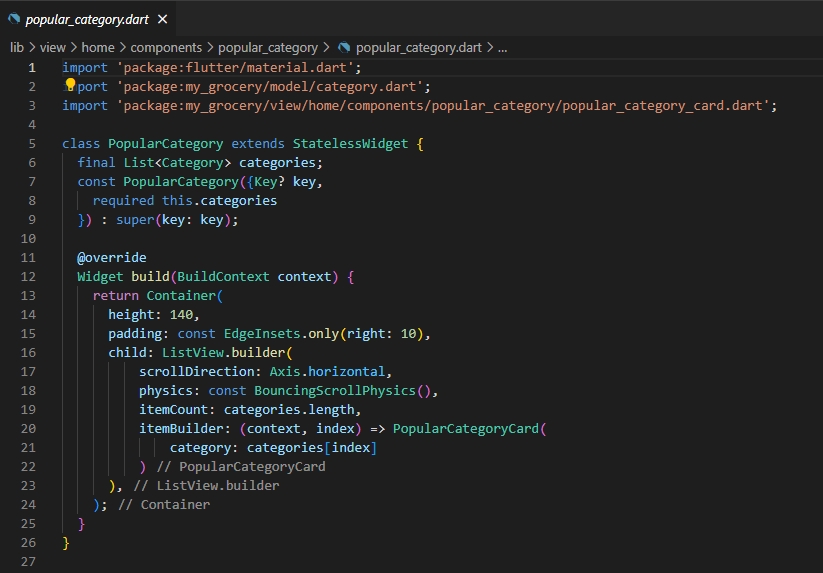 popular_category.dart
lib > view > home > components > popular_category > popular_category.dart > ...
1 import 'package:flutter/material.dart';
2 port 'package:my_grocery/model/category.dart';
3 import 'package:my_grocery/view/home/components/popular_category/popular_category_card.dart';
4
5 class PopularCategory extends StatelessWidget {
6   final List<Category> categories;
7   const PopularCategory({Key? key,
8     required this.categories
9   }) : super(key: key);
10
11   @override
12   Widget build(BuildContext context) {
13     return Container(
14       height: 140,
15       padding: const EdgeInsets.only(right: 10),
16       child: ListView.builder(
17           scrollDirection: Axis.horizontal,
18           physics: const BouncingScrollPhysics(),
19           itemCount: categories.length,
20           itemBuilder: (context, index) => PopularCategoryCard(
21               category: categories[index]
22           ) // PopularCategoryCard
23       ), // ListView.builder
24     ); // Container
25   }
26 }
27